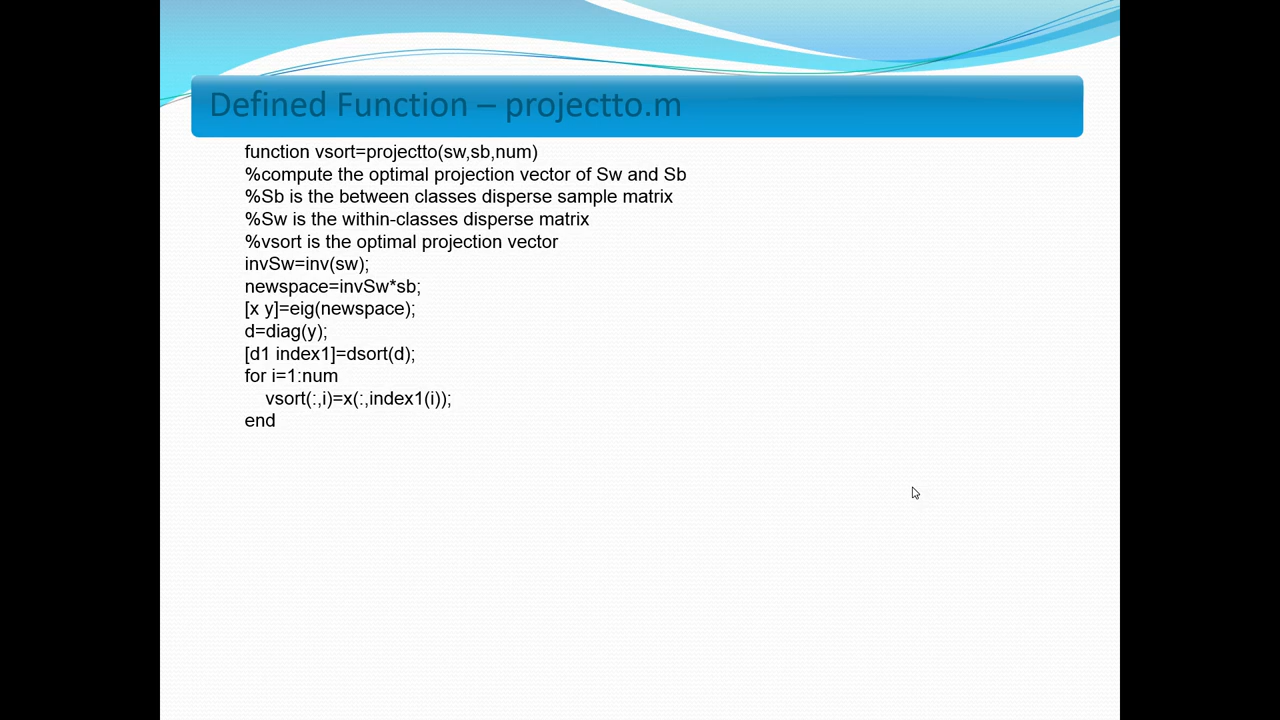 Defined Function – projectto.m
function vsort=projectto(sw,sb,num)
%compute the optimal projection vector of Sw and Sb
%Sb is the between classes disperse sample matrix
%Sw is the within-classes disperse matrix
%vsort is the optimal projection vector
invSw=inv(sw);
newspace=invSw*sb;
[x y]=eig(newspace);
d=diag(y);
[d1 index1]=dsort(d);
for i=1:num
    vsort(:,i)=x(:,index1(i));
end